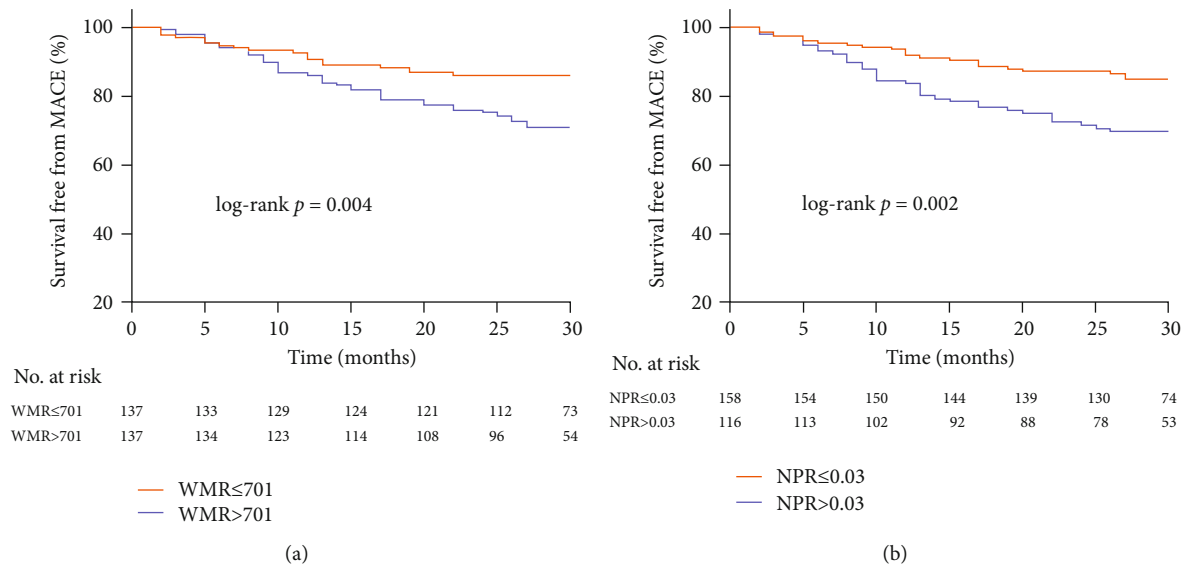 Survival free from MACE (%)
100
80
60
40
20
log-rank p = 0.004
0 5 10 15 20 25 30
Time (months)
No. at risk
WMR≤701 137 133 129 124 121 112 73
WMR>701 137 134 123 114 108 96 54
WMR≤701
WMR>701
(a)
Survival free from MACE (%)
100
80
60
40
20
log-rank p = 0.002
0 5 10 15 20 25 30
Time (months)
No. at risk
NPR≤0.03 158 154 150 144 139 130 74
NPR>0.03 116 113 102 92 88 78 53
NPR≤0.03
NPR>0.03
(b)